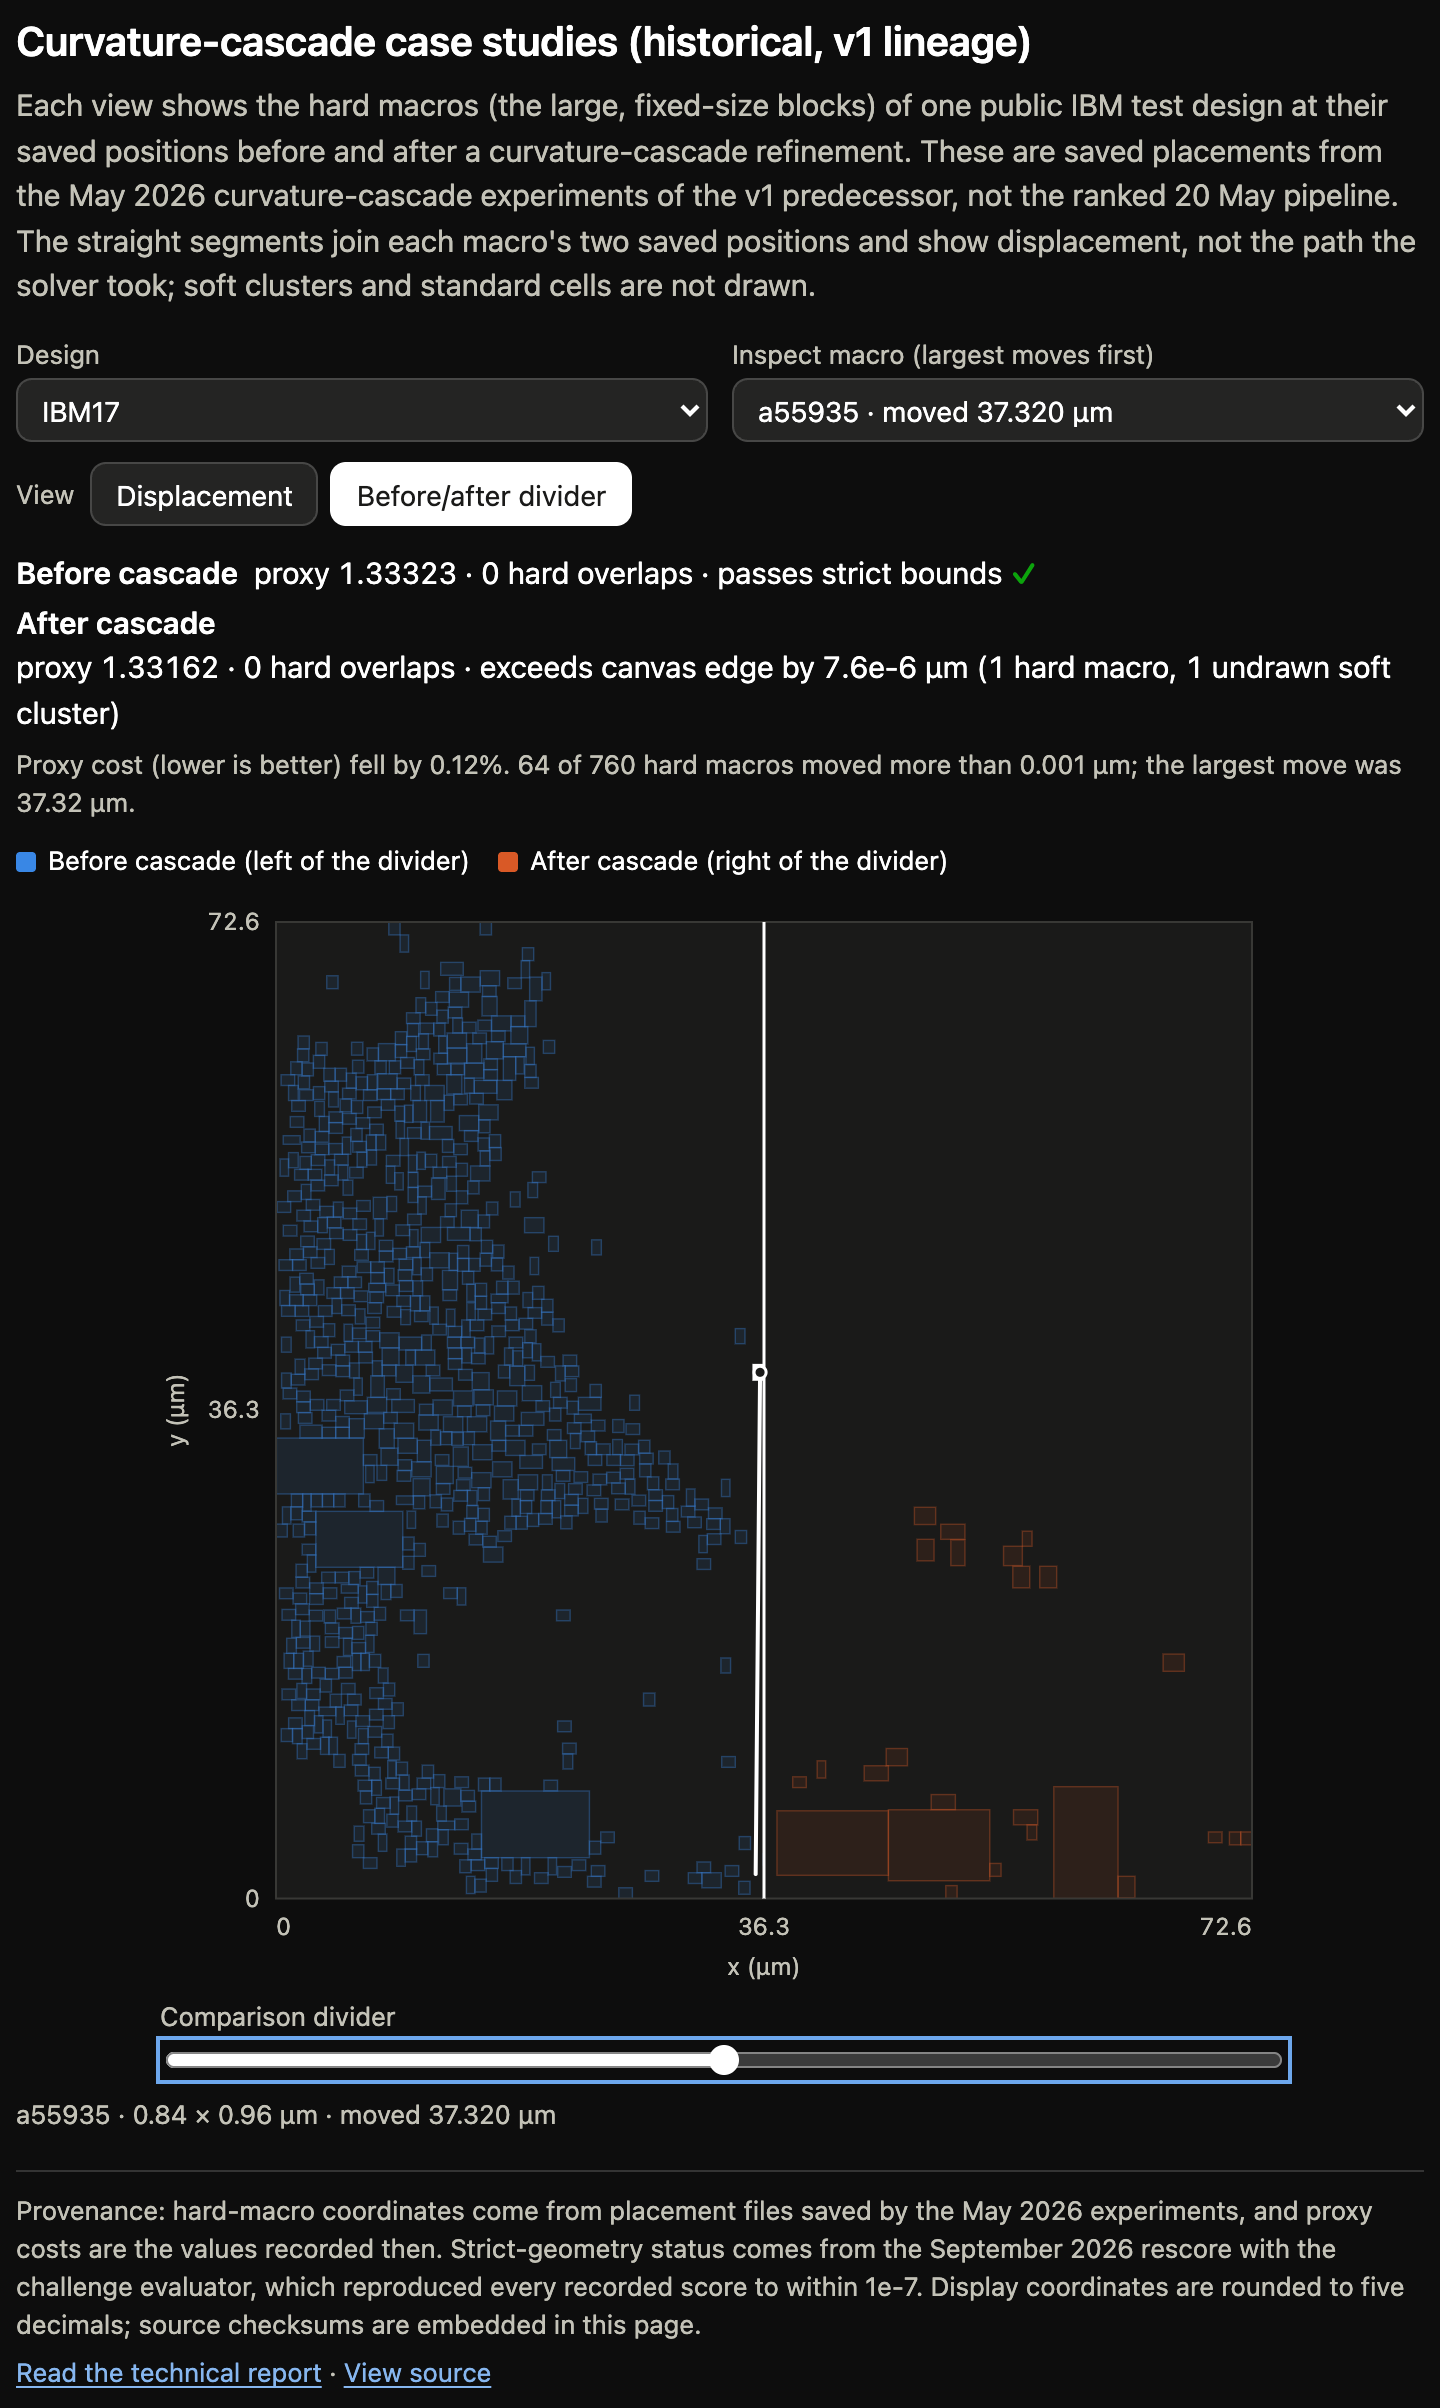 Curvature-cascade case studies (historical, v1 lineage)
Each view shows the hard macros (the large, fixed-size blocks) of one public IBM test design at their
saved positions before and after a curvature-cascade refinement. These are saved placements from
the May 2026 curvature-cascade experiments of the v1 predecessor, not the ranked 20 May pipeline.
The straight segments join each macro's two saved positions and show displacement, not the path the
solver took; soft clusters and standard cells are not drawn.
Design
Inspect macro (largest moves first)
IBM17
a55935 · moved 37.320 µm
View
Displacement
Before/after divider
Before cascade proxy 1.33323 · 0 hard overlaps · passes strict bounds ✓
After cascade
proxy 1.33162 · 0 hard overlaps · exceeds canvas edge by 7.6e-6 µm (1 hard macro, 1 undrawn soft
cluster)
Proxy cost (lower is better) fell by 0.12%. 64 of 760 hard macros moved more than 0.001 µm; the largest move was
37.32 µm.
Before cascade (left of the divider)
After cascade (right of the divider)
72.6
y (µm)
36.3
0
0
36.3
72.6
x (µm)
Comparison divider
a55935 · 0.84 × 0.96 µm · moved 37.320 µm
Provenance: hard-macro coordinates come from placement files saved by the May 2026 experiments, and proxy
costs are the values recorded then. Strict-geometry status comes from the September 2026 rescore with the
challenge evaluator, which reproduced every recorded score to within 1e-7. Display coordinates are rounded to five
decimals; source checksums are embedded in this page.
Read the technical report · View source